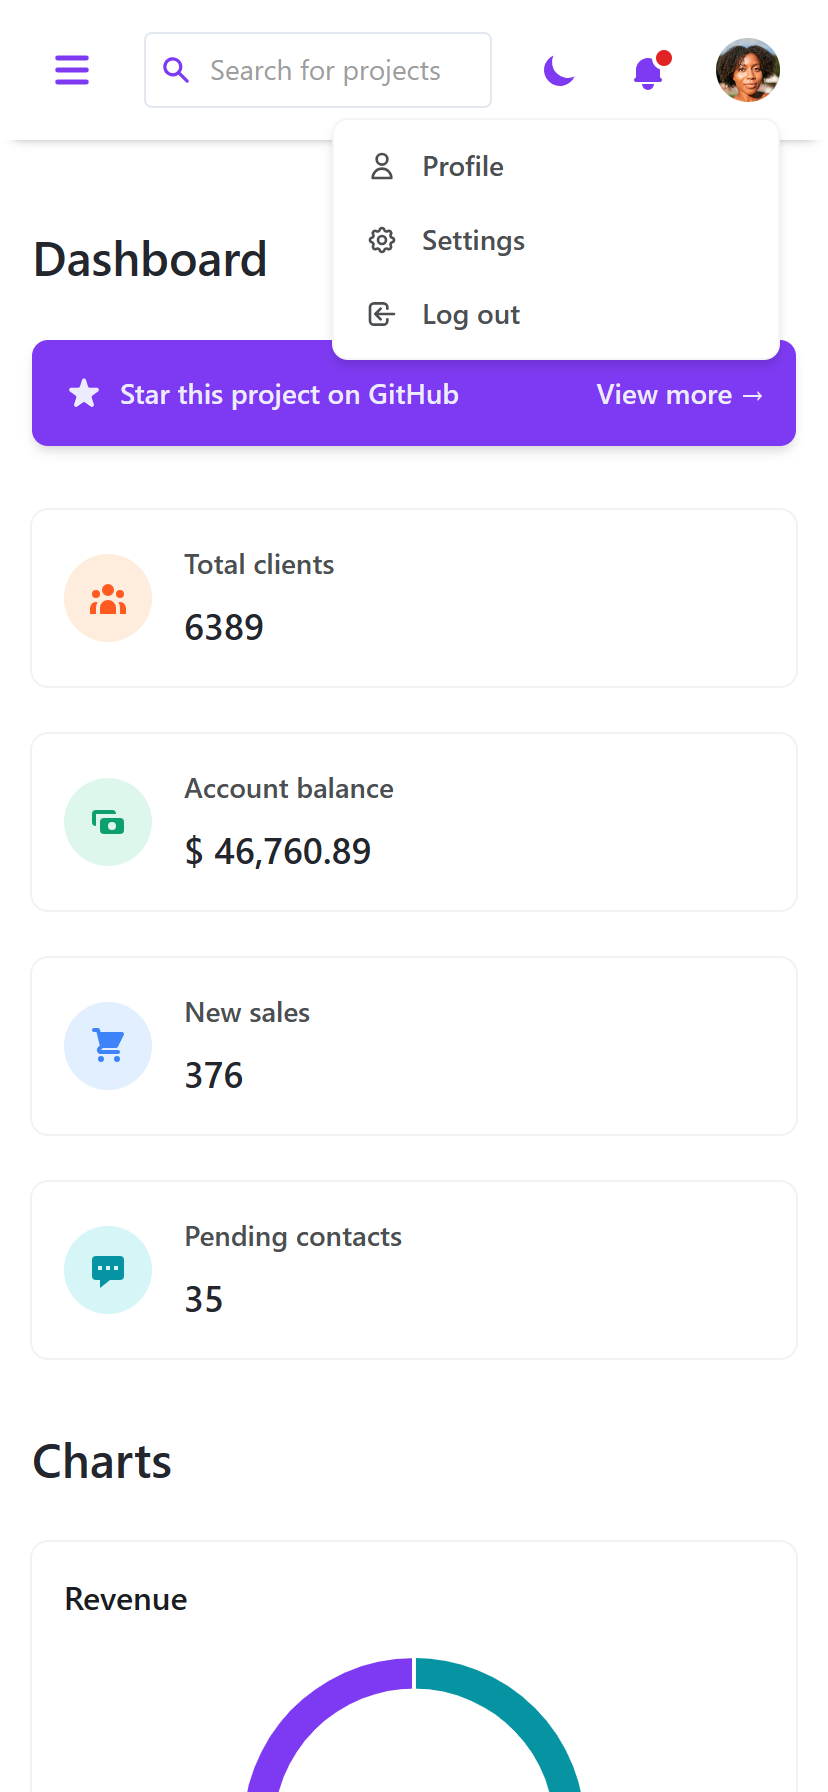 Search for projects
Profile
Settings
Log out
Dashboard
Star this project on GitHub
View more →
Total clients
6389
Account balance
$ 46,760.89
New sales
376
Pending contacts
35
Charts
Revenue